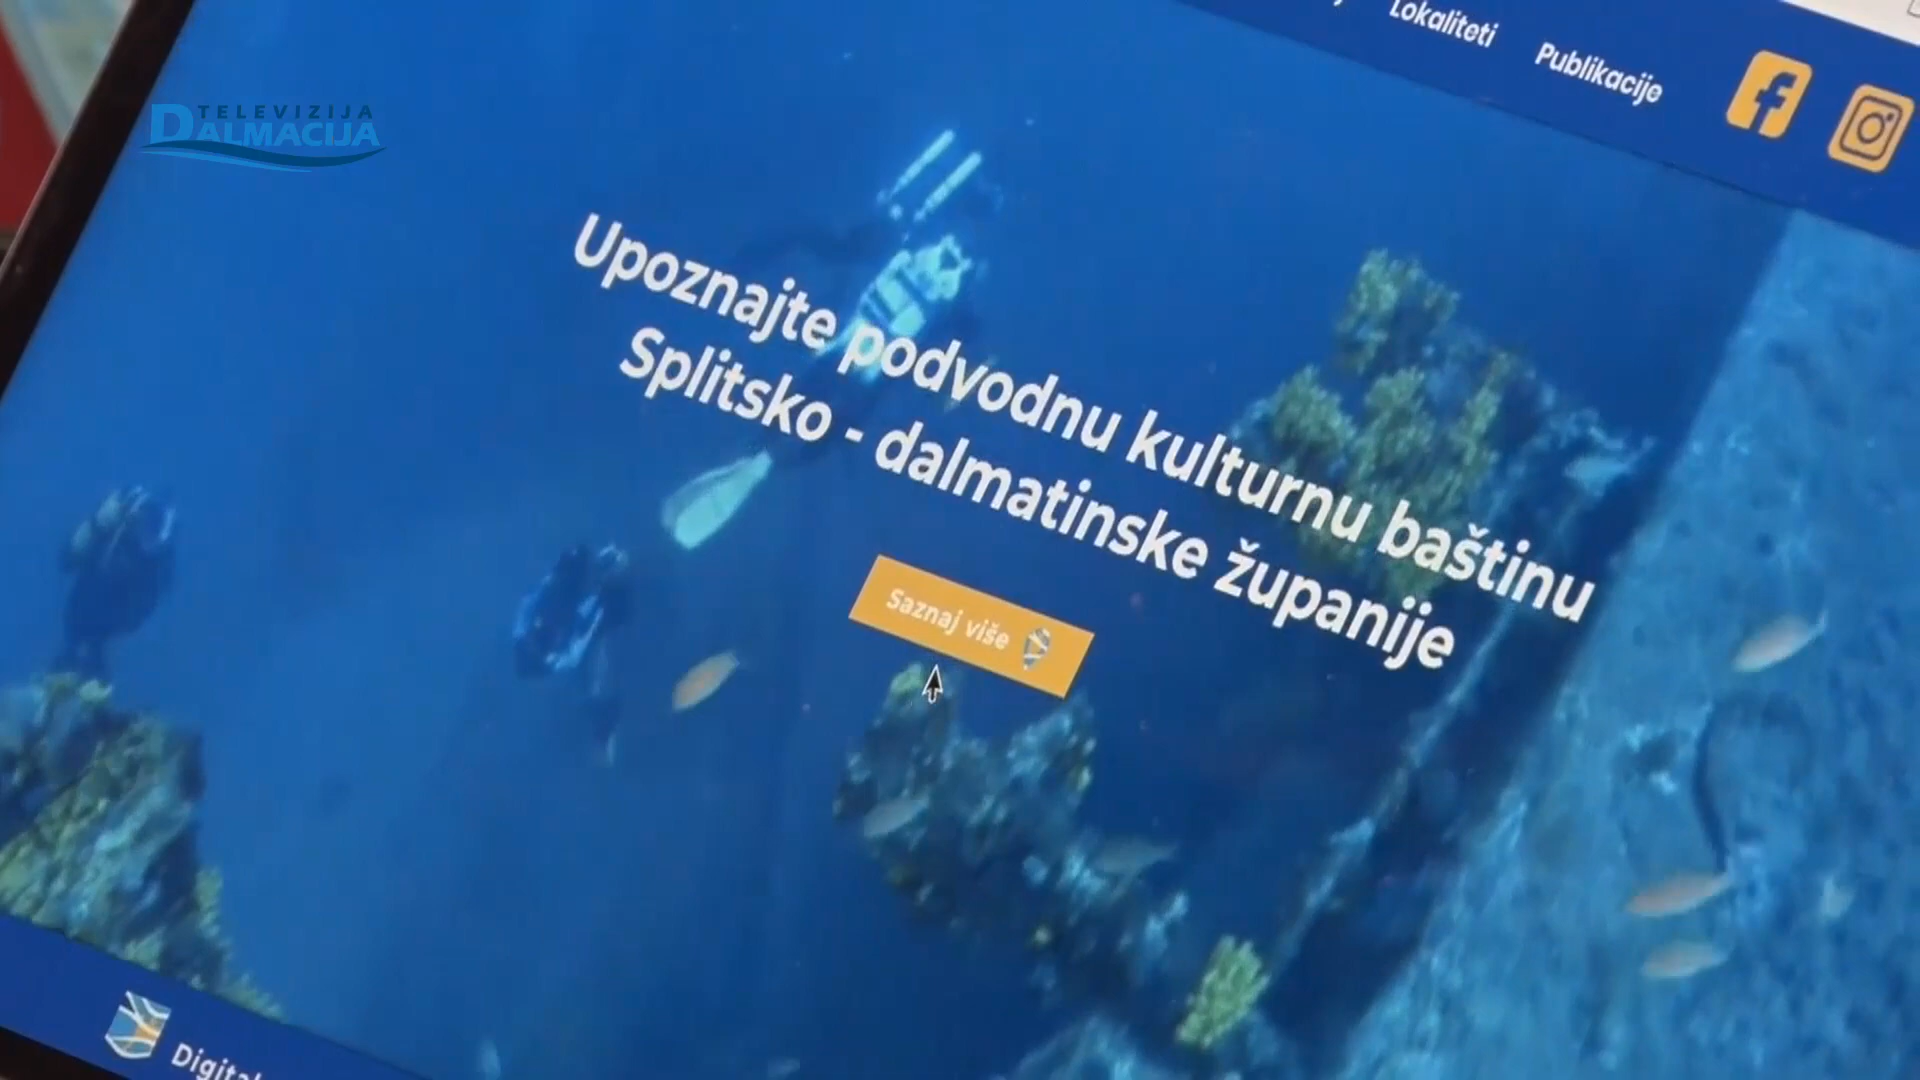 Lokaliteti
Publikacije
TELEVIZIJA
DALMACIJA
Upoznajte podvodnu kulturnu baštinu
Splitsko - dalmatinske županije
Saznaj više